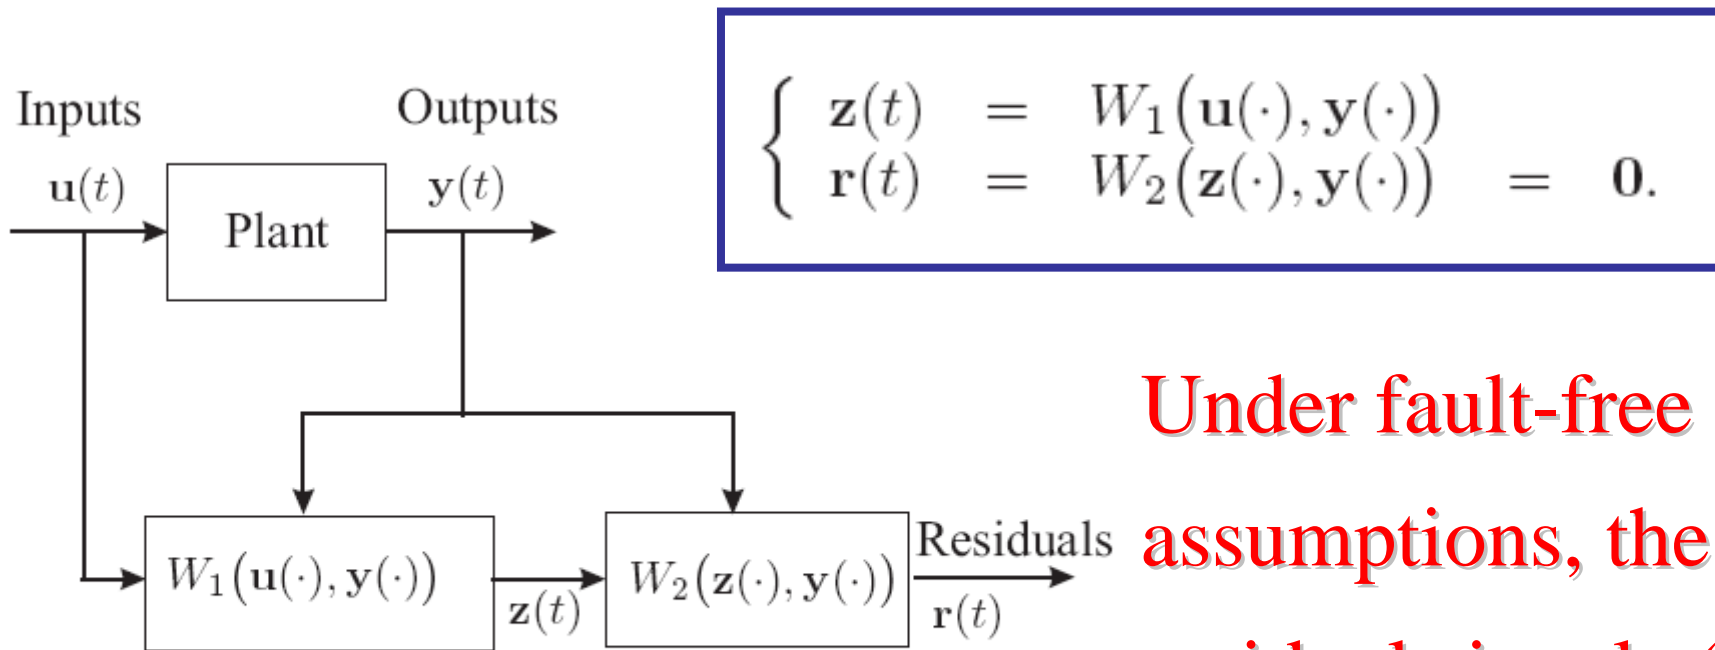 Inputs
Outputs
u(t)
y(t)
Plant
z(t) = W₁(u(·), y(·))
r(t) = W₂(z(·), y(·)) = 0.
Under fault-free
assumptions, the
W₁(u(·), y(·))
z(t)
W₂(z(·), y(·))
Residuals
r(t)